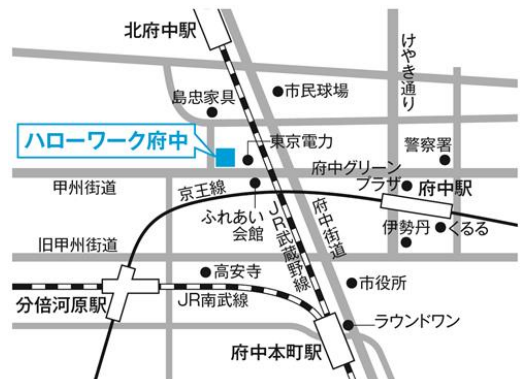 北府中駅
けやき通り
島忠家具
市民球場
ハローワーク府中
東京電力
警察署
府中グリーン
プラザ
甲州街道
京王線
府中駅
ふれあい
会館
JR武蔵野線
府中街道
伊勢丹
くるる
旧甲州街道
高安寺
市役所
分倍河原駅
JR南武線
ラウンドワン
府中本町駅